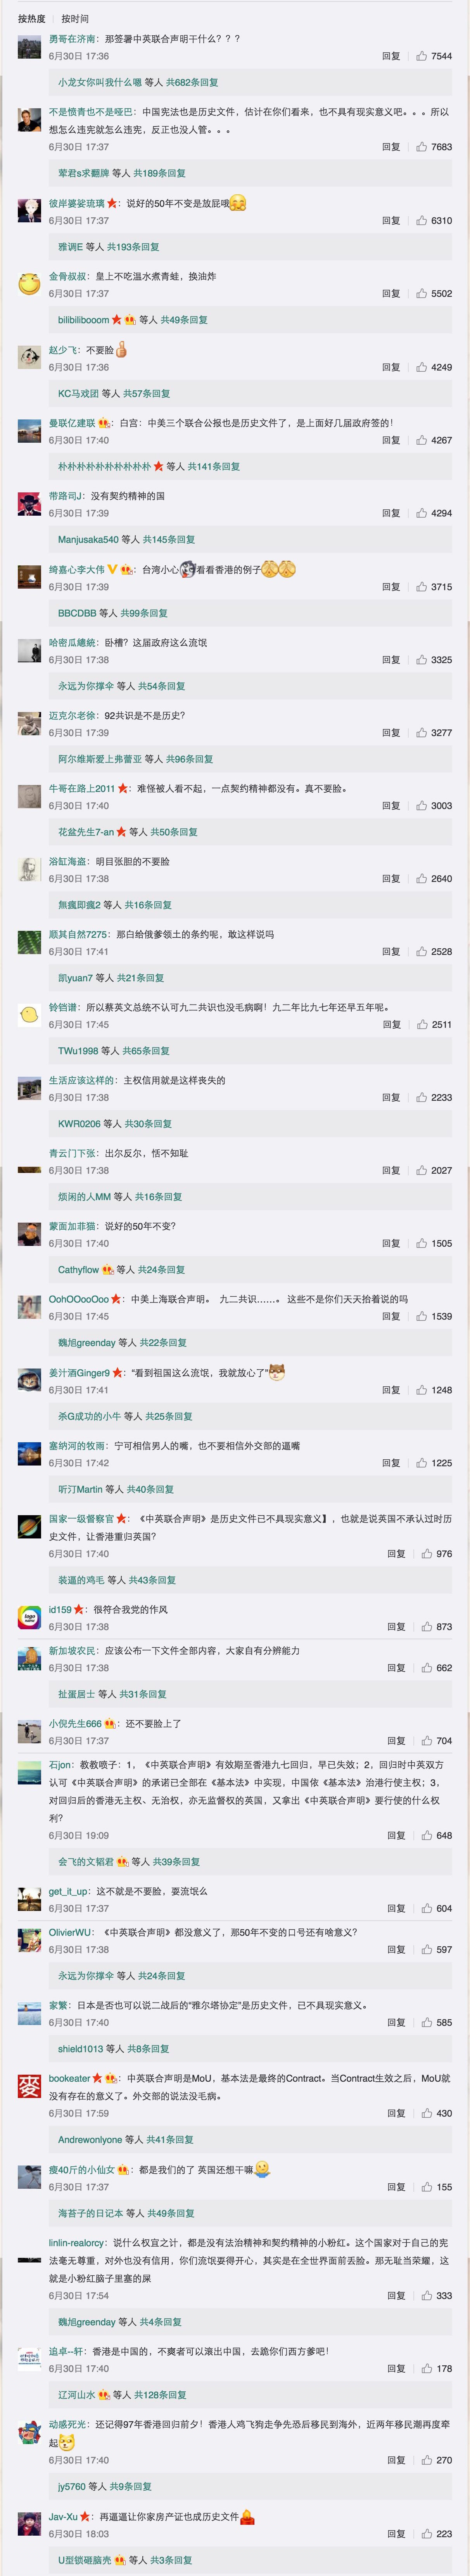 按热度 | 按时间
勇哥在济南：那签署中英联合声明干什么？？？
6月30日 17:36 回复 7544
小龙女你叫我什么嗯 等人 共682条回复
不是愤青也不是哑巴：中国宪法也是历史文件，估计在你们看来，也不具有现实意义吧。。。所以
想怎么违宪就怎么违宪，反正也没人管。。。
6月30日 17:37 回复 7683
荤君s求翻牌 等人 共189条回复
彼岸婆娑琉璃：说好的50年不变是放屁哦
6月30日 17:37 回复 6310
雅调E 等人 共193条回复
金骨叔叔：皇上不吃温水煮青蛙，换油炸
6月30日 17:37 回复 5502
bilibilibooom 等人 共49条回复
赵少飞：不要脸
6月30日 17:36 回复 4249
KC马戏团 等人 共57条回复
曼联亿建联：白宫：中美三个联合公报也是历史文件了，是上面好几届政府签的！
6月30日 17:40 回复 4267
朴朴朴朴朴朴朴朴朴朴 等人 共141条回复
带路司J：没有契约精神的国
6月30日 17:39 回复 4294
Manjusaka540 等人 共145条回复
绮嘉心李大伟：台湾小心看看香港的例子
6月30日 17:39 回复 3715
BBCDBB 等人 共99条回复
哈密瓜總統：卧槽？这届政府这么流氓
6月30日 17:38 回复 3325
永远为你撑伞 等人 共54条回复
迈克尔老徐：92共识是不是历史？
6月30日 17:39 回复 3277
阿尔维斯爱上弗蕾亚 等人 共96条回复
牛哥在路上2011：难怪被人看不起，一点契约精神都没有。真不要脸。
6月30日 17:40 回复 3003
花盆先生7-an 等人 共50条回复
浴缸海盗：明目张胆的不要脸
6月30日 17:38 回复 2640
無瘋即瘋2 等人 共16条回复
顺其自然7275：那白给俄爹领土的条约呢，敢这样说吗
6月30日 17:41 回复 2528
凯yuan7 等人 共21条回复
铃铛谱：所以蔡英文总统不认可九二共识也没毛病啊！九二年比九七年还早五年呢。
6月30日 17:45 回复 2511
TWu1998 等人 共65条回复
生活应该这样的：主权信用就是这样丧失的
6月30日 17:38 回复 2233
KWR0206 等人 共30条回复
青云门下张：出尔反尔，恬不知耻
6月30日 17:38 回复 2027
烦闲的人MM 等人 共16条回复
蒙面加菲猫：说好的50年不变？
6月30日 17:40 回复 1505
Cathyflow 等人 共24条回复
OohOOooOoo：中美上海联合声明。 九二共识……。 这些不是你们天天抬着说的吗
6月30日 17:45 回复 1539
魏旭greenday 等人 共22条回复
姜汁酒Ginger9：“看到祖国这么流氓，我就放心了”
6月30日 17:41 回复 1248
杀G成功的小牛 等人 共25条回复
塞纳河的牧雨：宁可相信男人的嘴，也不要相信外交部的逼嘴
6月30日 17:42 回复 1225
听汀Martin 等人 共40条回复
国家一级督察官：《中英联合声明》是历史文件已不具现实意义】，也就是说英国不承认过时历
史文件，让香港重归英国？
6月30日 17:40 回复 976
装逼的鸡毛 等人 共43条回复
id159：很符合我党的作风
6月30日 17:38 回复 873
新加坡农民：应该公布一下文件全部内容，大家自有分辨能力
6月30日 17:38 回复 662
扯蛋居士 等人 共31条回复
小倪先生666：还不要脸上了
6月30日 17:37 回复 704
石jon：教教喷子：1，《中英联合声明》有效期至香港九七回归，早已失效；2，回归时中英双方
认可《中英联合声明》的承诺已全部在《基本法》中实现，中国依《基本法》治港行使主权；3，
对回归后的香港无主权、无治权，亦无监督权的英国，又拿出《中英联合声明》要行使的什么权
利？
6月30日 19:09 回复 648
会飞的文韬君 等人 共39条回复
get_it_up：这不就是不要脸，耍流氓么
6月30日 17:37 回复 604
OlivierWU：《中英联合声明》都没意义了，那50年不变的口号还有啥意义？
6月30日 17:38 回复 597
永远为你撑伞 等人 共24条回复
家繁：日本是否也可以说二战后的“雅尔塔协定”是历史文件，已不具现实意义。
6月30日 17:40 回复 585
shield1013 等人 共8条回复
bookeater：中英联合声明是MoU，基本法是最终的Contract。当Contract生效之后，MoU就
没有存在的意义了。外交部的说法没毛病。
6月30日 17:59 回复 430
Andrewonlyone 等人 共41条回复
瘦40斤的小仙女：都是我们的了 英国还想干嘛
6月30日 17:37 回复 155
海苔子的日记本 等人 共49条回复
linlin-realorcy：说什么权宜之计，都是没有法治精神和契约精神的小粉红。这个国家对于自己的宪
法毫无尊重，对外也没有信用，你们流氓耍得开心，其实是在全世界面前丢脸。那无耻当荣耀，这
就是小粉红脑子里塞的屎
6月30日 17:54 回复 333
魏旭greenday 等人 共4条回复
追卓--轩：香港是中国的，不爽者可以滚出中国，去跪你们西方爹吧！
6月30日 17:40 回复 178
辽河山水 等人 共128条回复
动感死光：还记得97年香港回归前夕！香港人鸡飞狗走争先恐后移民到海外，近两年移民潮再度牵
起
6月30日 17:40 回复 270
jy5760 等人 共9条回复
Jav-Xu：再逼逼让你家房产证也成历史文件
6月30日 18:03 回复 223
U型锁砸脑壳 等人 共3条回复